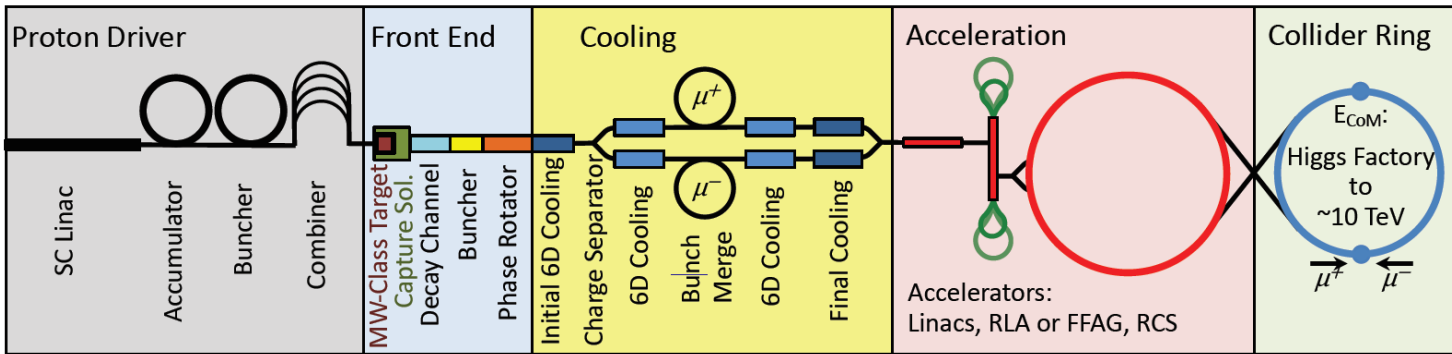 Proton Driver
SC Linac
Accumulator
Buncher
Combiner
Front End
MW-Class Target
Capture Sol.
Decay Channel
Buncher
Phase Rotator
Cooling
μ+
μ−
Initial 6D Cooling
Charge Separator
6D Cooling
Bunch
Merge
6D Cooling
Final Cooling
Acceleration
Accelerators:
Linacs, RLA or FFAG, RCS
Collider Ring
ECoM:
Higgs Factory
to
~10 TeV
μ+ μ−